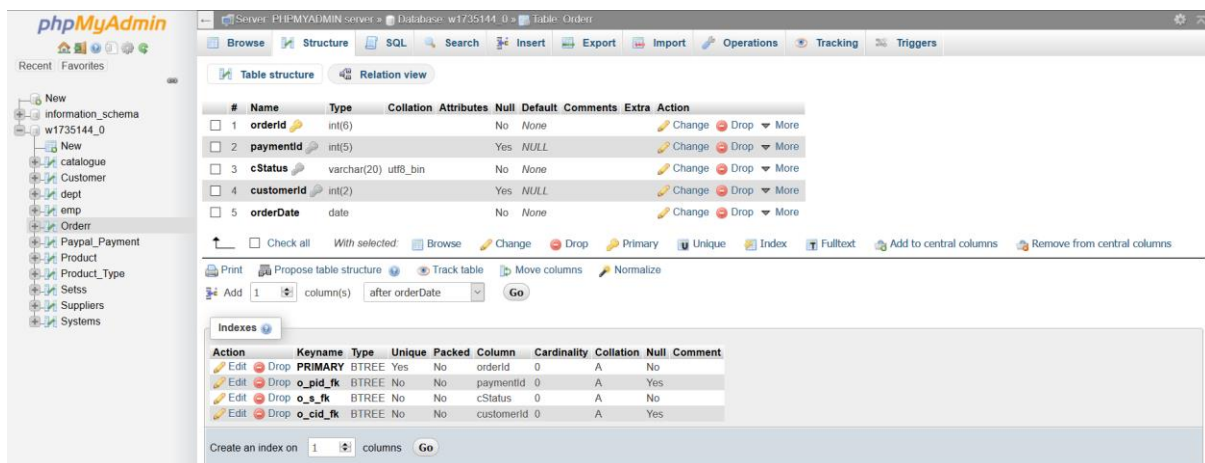 phpMyAdmin
Recent Favorites
New
information_schema
w1735144_0
New
catalogue
Customer
dept
emp
Orderr
Paypal_Payment
Product
Product_Type
Setss
Suppliers
Systems
Server: PHPMYADMIN server » Database: w1735144_0 » Table: Orderr
Browse Structure SQL Search Insert Export Import Operations Tracking Triggers
Table structure Relation view
# Name Type Collation Attributes Null Default Comments Extra Action
1 orderId int(6) No None Change Drop More
2 paymentId int(5) Yes NULL Change Drop More
3 cStatus varchar(20) utf8_bin No None Change Drop More
4 customerId int(2) Yes NULL Change Drop More
5 orderDate date No None Change Drop More
Check all With selected: Browse Change Drop Primary Unique Index Fulltext Add to central columns Remove from central columns
Print Propose table structure Track table Move columns Normalize
Add 1 column(s) after orderDate Go
Indexes
Action Keyname Type Unique Packed Column Cardinality Collation Null Comment
Edit Drop PRIMARY BTREE Yes No orderId 0 A No
Edit Drop o_pid_fk BTREE No No paymentId 0 A Yes
Edit Drop o_s_fk BTREE No No cStatus 0 A No
Edit Drop o_cid_fk BTREE No No customerId 0 A Yes
Create an index on 1 columns Go